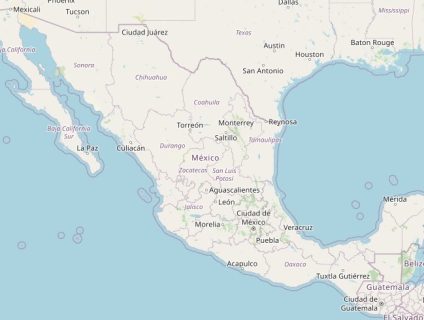 Phoenix
Dallas
Mississippi
Mexicali
Tucson
Ciudad Juárez
Texas
Austin
Baton Rouge
Houston
Baja California
Sonora
San Antonio
Chihuahua
Coahuila
Torreón
Monterrey
Reynosa
Baja California
Sur
Saltillo
Tamaulipas
La Paz
Culiacán
Durango
México
Zacatecas
San Luis
Potosí
Aguascalientes
León
Mérida
Jalisco
Ciudad de
México
Morelia
Veracruz
Puebla
Acapulco
Oaxaca
Belize
Tuxtla Gutiérrez
Guatemala
Ciudad de
Guatemala
El Salvador